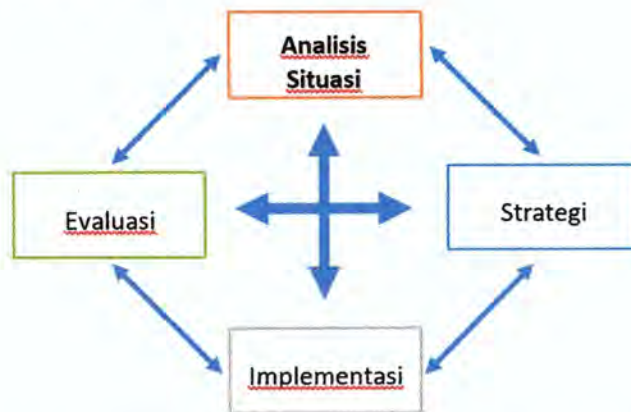 Analisis
Situasi
Evaluasi
Strategi
Implementasi